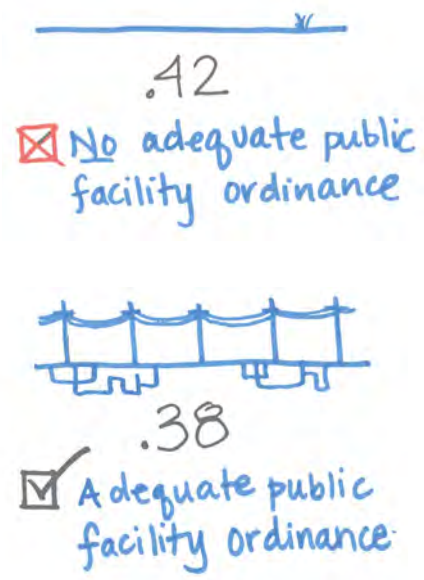 .42
No adequate public
facility ordinance
.38
Adequate public
facility ordinance